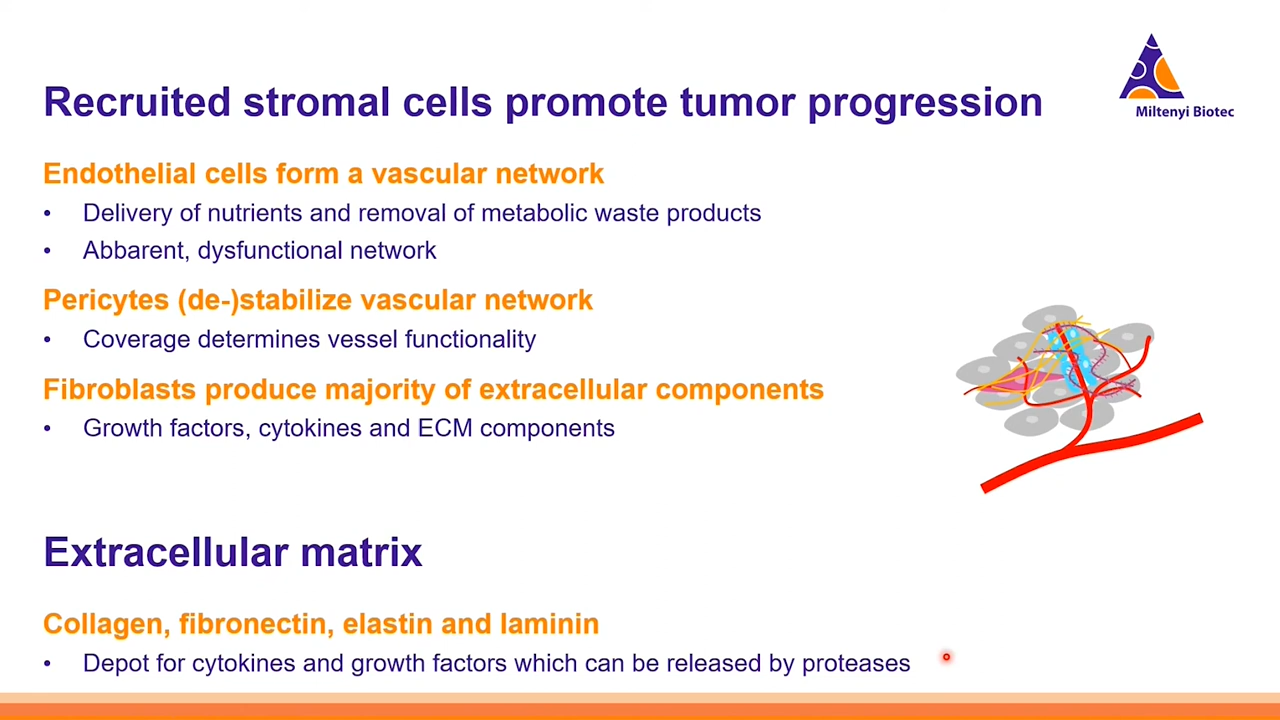 Miltenyi Biotec
Recruited stromal cells promote tumor progression
Endothelial cells form a vascular network
• Delivery of nutrients and removal of metabolic waste products
• Abbarent, dysfunctional network
Pericytes (de-)stabilize vascular network
• Coverage determines vessel functionality
Fibroblasts produce majority of extracellular components
• Growth factors, cytokines and ECM components
Extracellular matrix
Collagen, fibronectin, elastin and laminin
• Depot for cytokines and growth factors which can be released by proteases